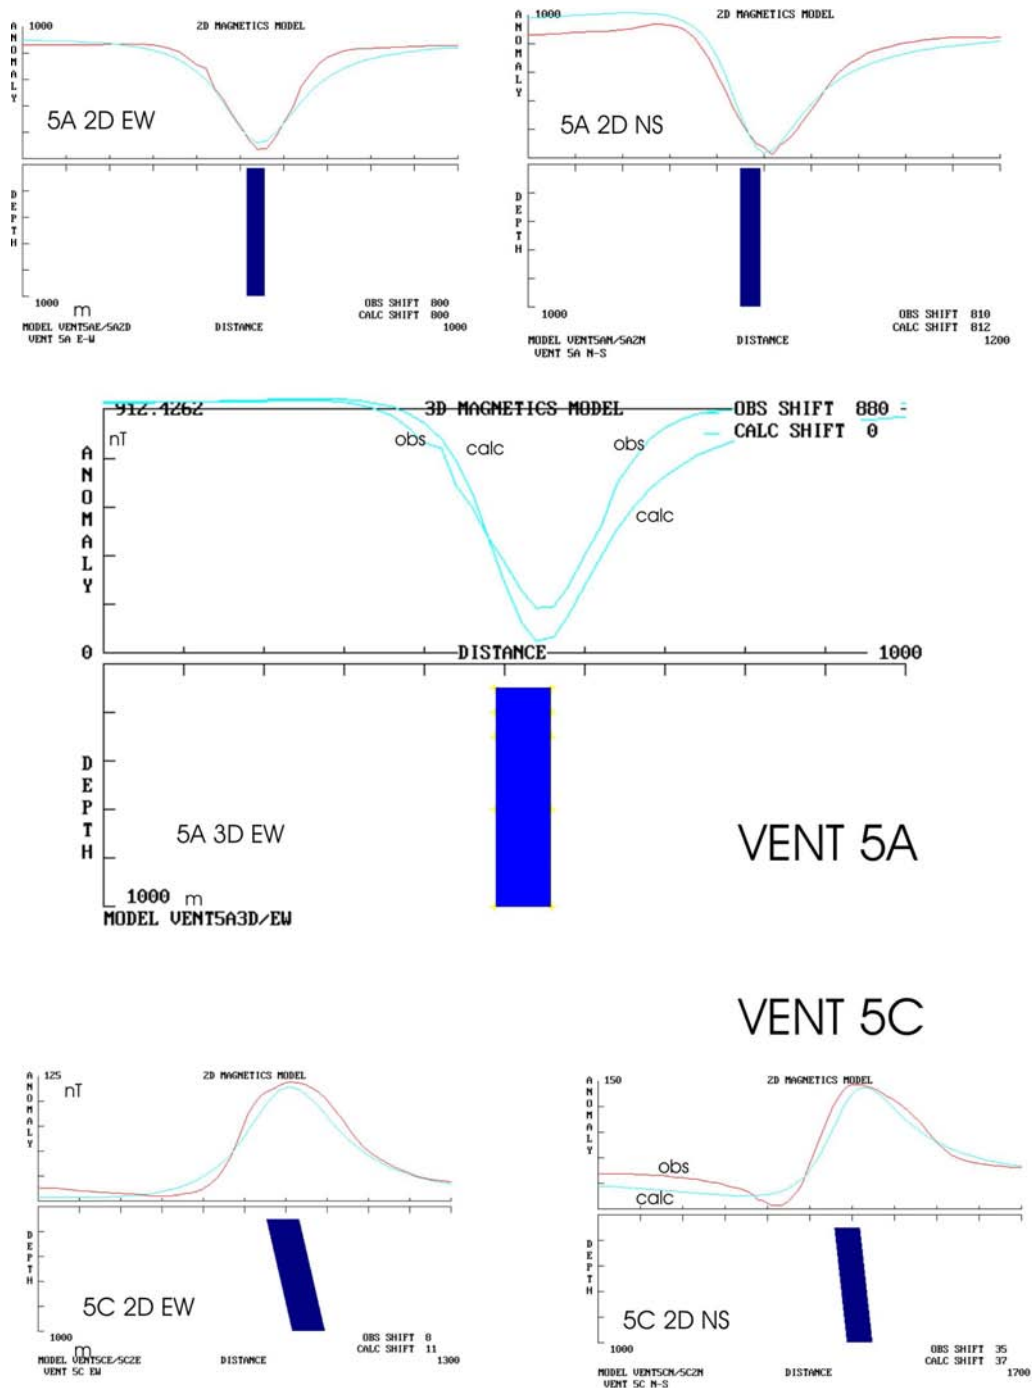 1000 2D MAGNETICS MODEL
ANOMALY
5A 2D EW
DEPTH
1000 m
OBS SHIFT 800
CALC SHIFT 800
MODEL VENT5AE/5A2D DISTANCE 1000
VENT 5A E-W
1000 2D MAGNETICS MODEL
ANOMALY
5A 2D NS
DEPTH
1000
OBS SHIFT 810
CALC SHIFT 812
MODEL VENT5AN/5A2N DISTANCE 1200
VENT 5A N-S
912.4262 3D MAGNETICS MODEL OBS SHIFT 880
CALC SHIFT 0
nT
obs calc obs
calc
ANOMALY
0 DISTANCE 1000
DEPTH
5A 3D EW
VENT 5A
1000 m
MODEL VENT5A3D/EW
VENT 5C
125 2D MAGNETICS MODEL
nT
ANOMALY
DEPTH
5C 2D EW
1000
m
OBS SHIFT 8
CALC SHIFT 11
MODEL VENT5CE/5C2E DISTANCE 1300
VENT 5C EW
150 2D MAGNETICS MODEL
ANOMALY
obs
calc
DEPTH
5C 2D NS
1000
OBS SHIFT 35
CALC SHIFT 37
MODEL VENT5CN/5C2N DISTANCE 1700
VENT 5C N-S